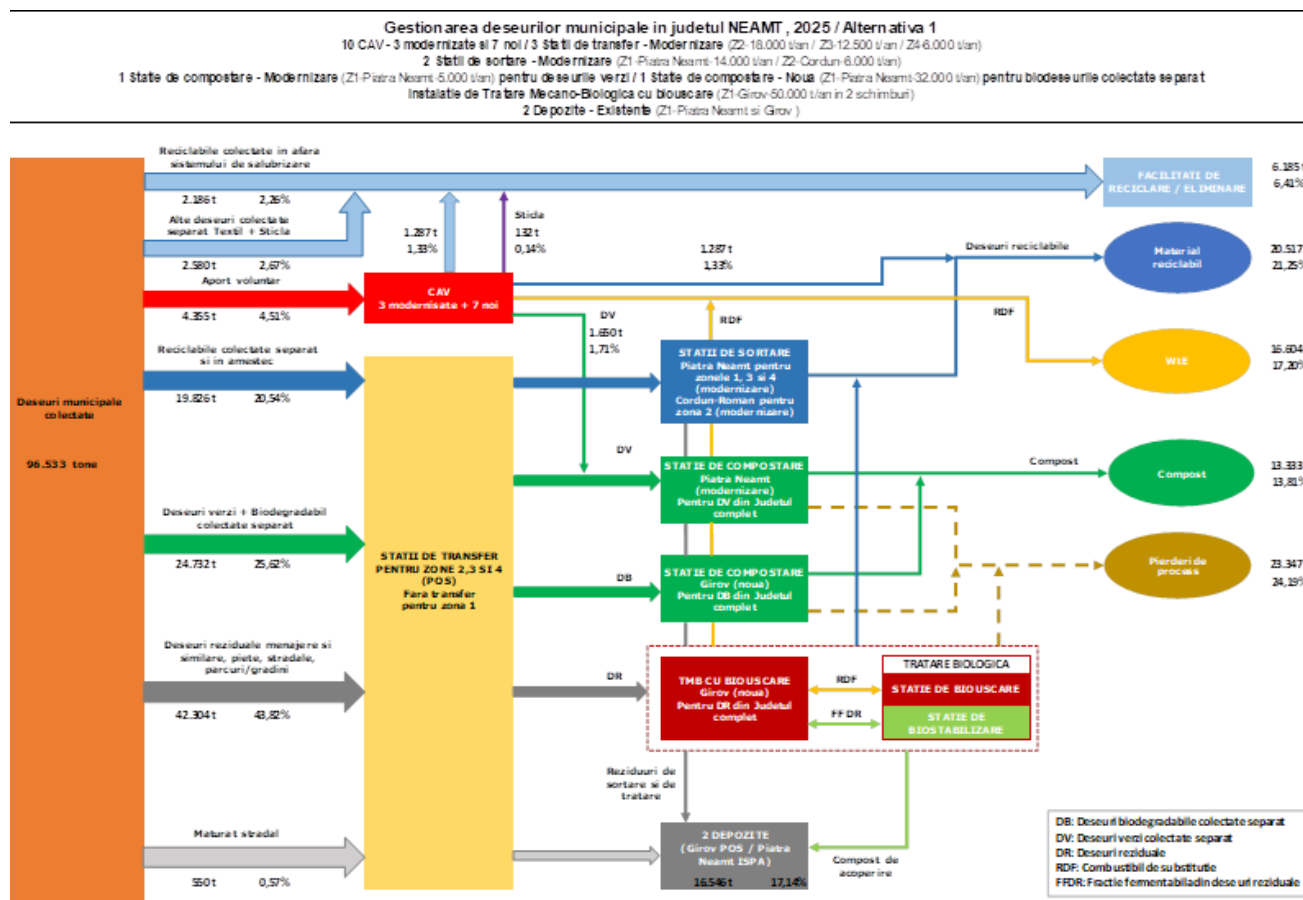 Gestionarea deseurilor municipale in judetul NEAMT, 2025 / Alternativa 1
10 CAV - 3 modernizate si 7 noi / 3 Statii de transfer - Modernizare (Z2-18.000 t/an / Z3-12.500 t/an / Z4-6.000 t/an)
2 Statii de sortare - Modernizare (Z1-Piatra Neamt-14.000 t/an / Z2-Cordun-6.000 t/an)
1 Statie de compostare - Modernizare (Z1-Piatra Neamt-5.000 t/an) pentru deseurile verzi / 1 Statie de compostare - Noua (Z1-Piatra Neamt-32.000 t/an) pentru biodeseurile colectate separat
Instalatie de Tratare Mecano-Biologica cu biouscare (Z1-Girov-50.000 t/an in 2 schimburi)
2 Depozite - Existente (Z1-Piatra Neamt si Girov )
Deseuri municipale
colectate
96.533 tone
Reciclabile colectate in afara
sistemului de salubrizare
2.186 t 2,26%
Alte deseuri colectate
separat Textil + Sticla
2.580 t 2,67%
Aport voluntar
4.355 t 4,51%
Reciclabile colectate separat
si in amestec
19.826 t 20,54%
Deseuri verzi + Biodegradabil
colectate separat
24.732 t 25,62%
Deseuri reziduale menajere si
similare, piete, stradale,
parcuri/gradini
42.304 t 43,82%
Maturat stradal
550 t 0,57%
1.287 t
1,33%
Sticla
132 t
0,14%
CAV
3 modernisate + 7 noi
STATII DE TRANSFER
PENTRU ZONE 2,3 SI 4
(POS)
Fara transfer
pentru zona 1
DV
1.650 t
1,71%
1.287 t
1,33%
RDF
STATII DE SORTARE
Piatra Neamt pentru
zonele 1, 3 si 4
(modernizare)
Cordun-Roman pentru
zona 2 (modernizare)
DV
STATIE DE COMPOSTARE
Piatra Neamt
(modernizare)
Pentru DV din Judetul
complet
DB
STATIE DE COMPOSTARE
Girov (noua)
Pentru DB din Judetul
complet
DR
TMB CU BIOUSCARE
Girov (noua)
Pentru DR din Judetul
complet
RDF
FFDR
TRATARE BIOLOGICA
STATIE DE BIOUSCARE
STATIE DE
BIOSTABILIZARE
Reziduuri de
sortare si de
tratare
2 DEPOZITE
(Girov POS / Piatra
Neamt ISPA)
16.546 t 17,14%
Compost de
acoperire
Deseuri reciclabile
RDF
Compost
FACILITATI DE
RECICLARE / ELIMINARE
6.185 t
6,41%
Material
reciclabil
20.517
21,25%
WtE
16.604
17,20%
Compost
13.333
13,81%
Pierderi de
process
23.347
24,19%
DB: Deseuri biodegradabile colectate separat
DV: Deseuri verzi colectate separat
DR: Deseuri reziduale
RDF: Combustibil de substitutie
FFDR: Fractie fermentabila din deseuri reziduale